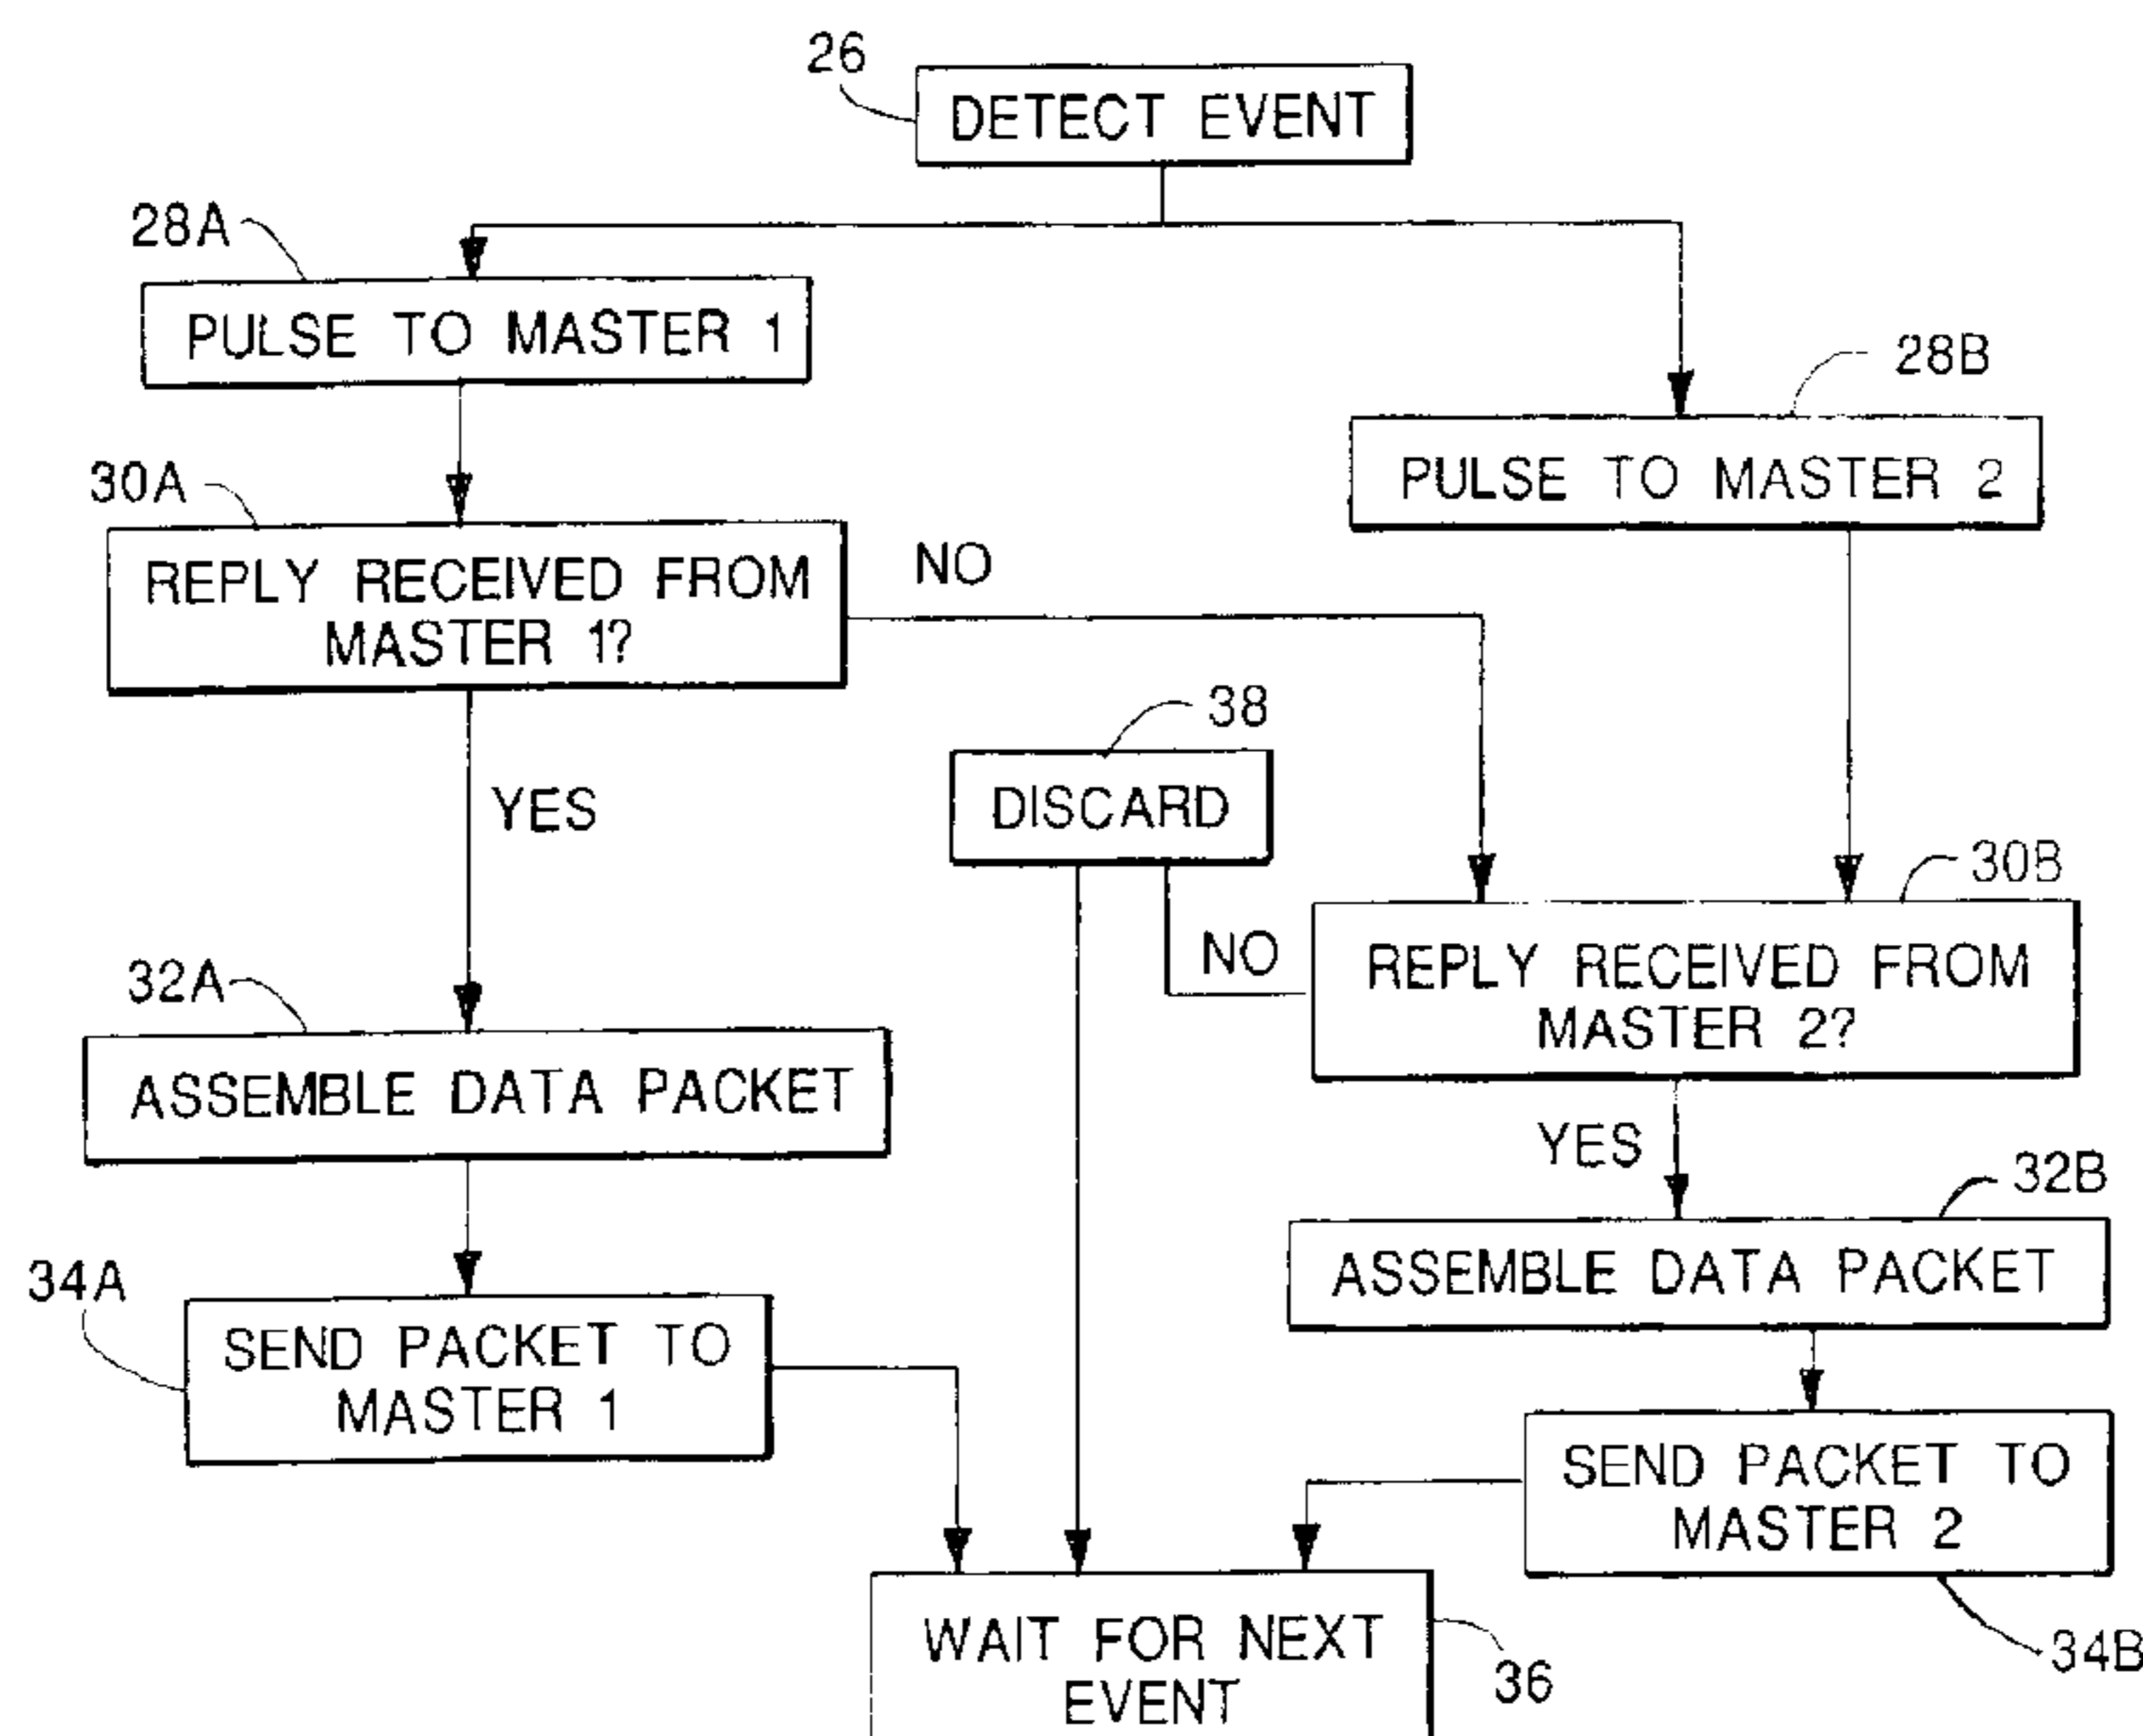 26
DETECT EVENT
28A
PULSE TO MASTER 1
28B
PULSE TO MASTER 2
30A
REPLY RECEIVED FROM
MASTER 1?
NO
38
DISCARD
YES
30B
NO
REPLY RECEIVED FROM
MASTER 2?
32A
ASSEMBLE DATA PACKET
YES
32B
ASSEMBLE DATA PACKET
34A
SEND PACKET TO
MASTER 1
SEND PACKET TO
MASTER 2
34B
WAIT FOR NEXT
EVENT
36